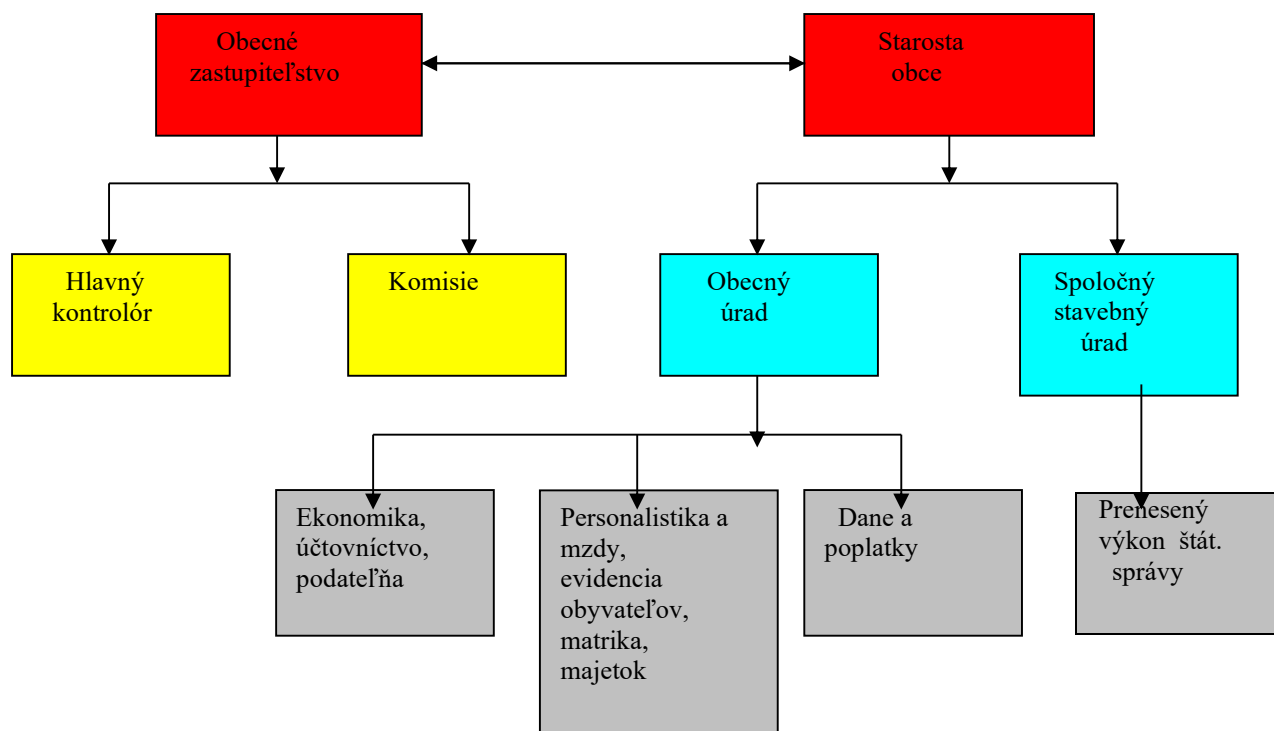 Obecné
zastupiteľstvo
Starosta
obce
Hlavný
kontrolór
Komisie
Obecný
úrad
Spoločný
stavebný
úrad
Ekonomika,
účtovníctvo,
podateľňa
Personalistika a
mzdy,
evidencia
obyvateľov,
matrika,
majetok
Dane a
poplatky
Prenesený
výkon štát.
správy